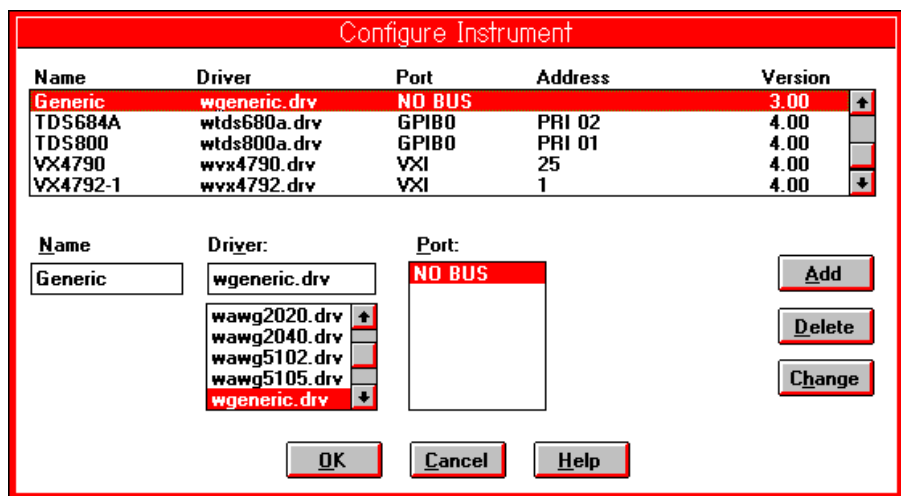 Configure Instrument
Name Driver Port Address Version
Generic wgeneric.drv NO BUS 3.00
TDS684A wtds680a.drv GPIB0 PRI 02 4.00
TDS800 wtds800a.drv GPIB0 PRI 01 4.00
VX4790 wvx4790.drv VXI 25 4.00
VX4792-1 wvx4792.drv VXI 1 4.00
Name Driver: Port:
Generic wgeneric.drv NO BUS
wawg2020.drv
wawg2040.drv
wawg5102.drv
wawg5105.drv
wgeneric.drv
Add
Delete
Change
OK Cancel Help